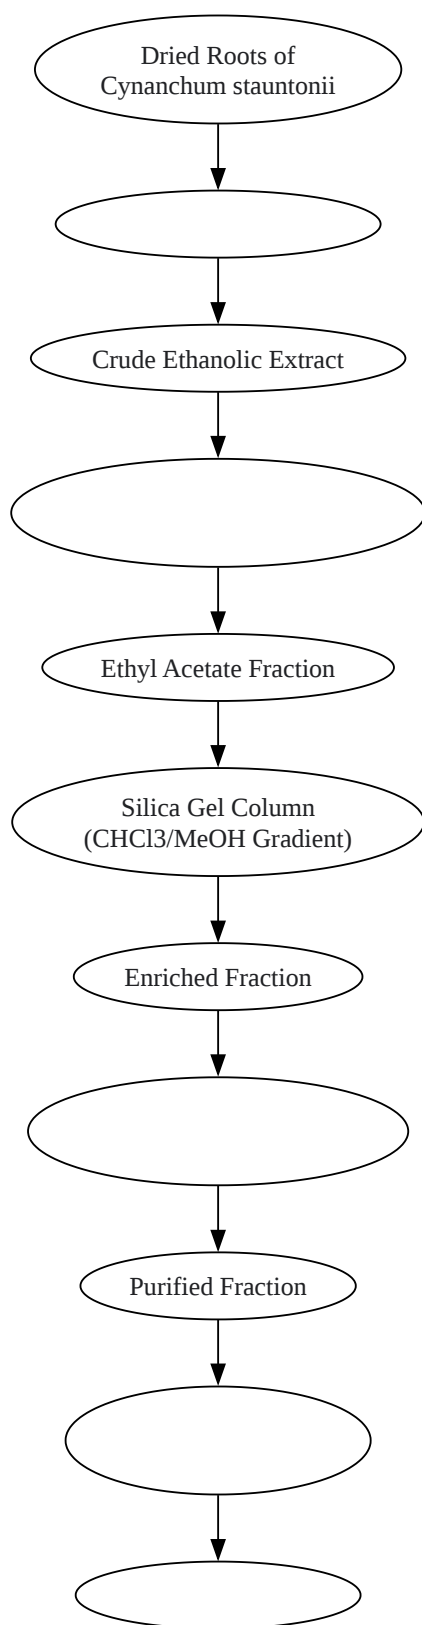 Dried Roots of
Cynanchum stauntonii
Crude Ethanolic Extract
Ethyl Acetate Fraction
Silica Gel Column
(CHCl3/MeOH Gradient)
Enriched Fraction
Purified Fraction